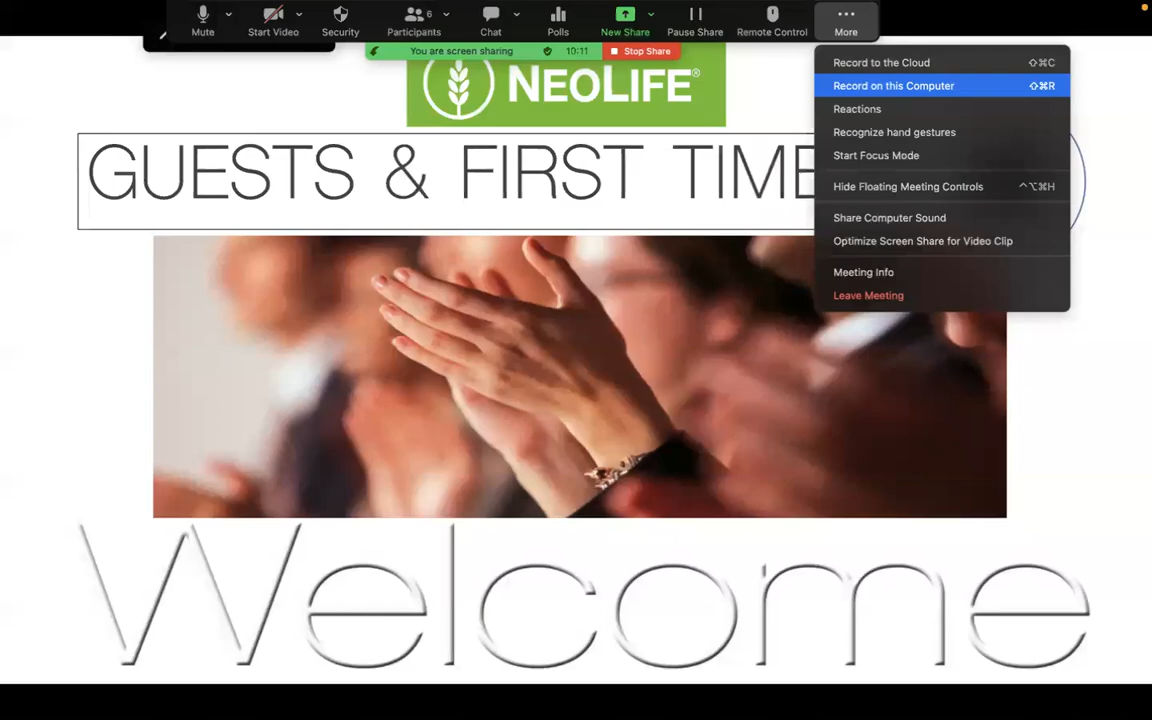 6
Mute
Start Video
Security
Participants
Chat
Polls
New Share
Pause Share
Remote Control
More
You are screen sharing
10:11
Stop Share
Record to the Cloud ⇧⌘C
Record on this Computer ⇧⌘R
Reactions
Recognize hand gestures
Start Focus Mode
Hide Floating Meeting Controls ^⌥⌘H
Share Computer Sound
Optimize Screen Share for Video Clip
Meeting Info
Leave Meeting
NEOLIFE®
GUESTS & FIRST TIME
Welcome